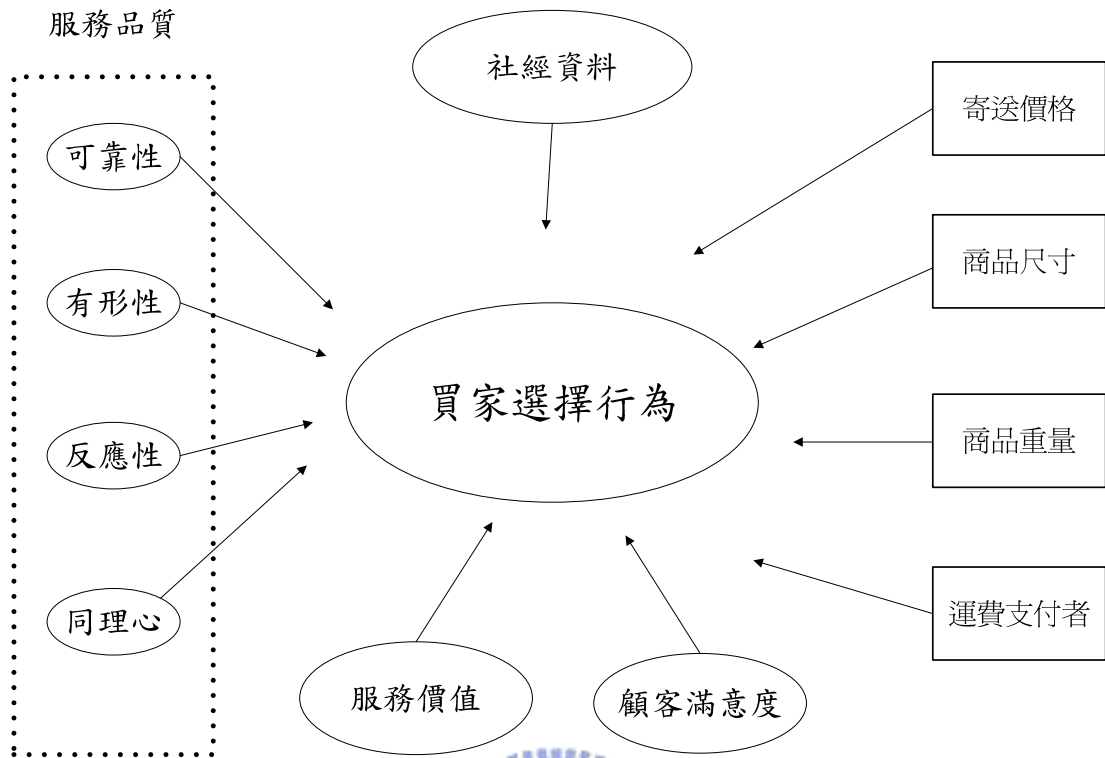 服務品質
社經資料
寄送價格
可靠性
商品尺寸
有形性
買家選擇行為
商品重量
反應性
運費支付者
同理心
服務價值
顧客滿意度